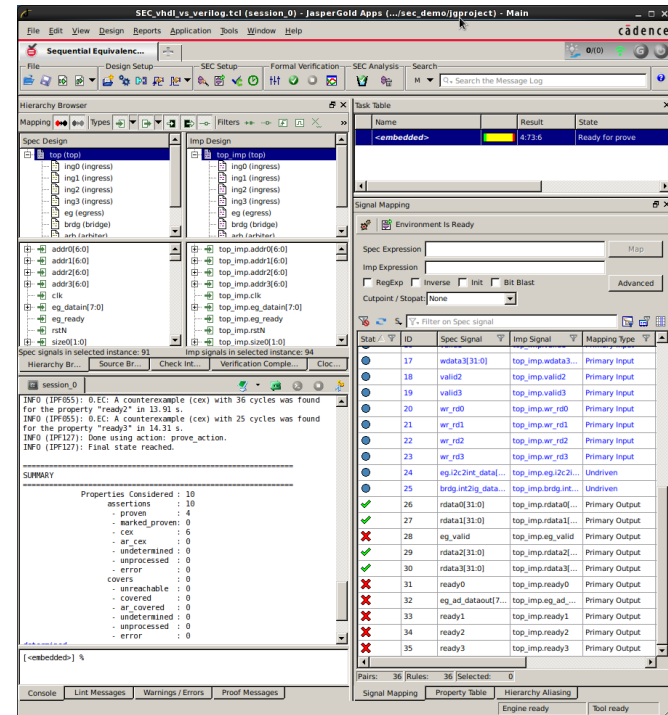 SEC_vhdl_vs_verilog.tcl (session_0) - JasperGold Apps (.../sec_demo/jgproject) - Main
File Edit View Design Reports Application Tools Window Help
cādence
Sequential Equivalenc...
0/(0)
File Design Setup SEC Setup Formal Verification SEC Analysis Search
M Search the Message Log
Hierarchy Browser
Mapping Types Filters
Spec Design
top (top)
ing0 (ingress)
ing1 (ingress)
ing2 (ingress)
ing3 (ingress)
eg (egress)
brdg (bridge)
arb (arbiter)
Imp Design
top_imp (top)
ing0 (ingress)
ing1 (ingress)
ing2 (ingress)
ing3 (ingress)
eg (egress)
brdg (bridge)
arb (arbiter)
addr0[6:0]
addr1[6:0]
addr2[6:0]
addr3[6:0]
clk
eg_datain[7:0]
eg_ready
rstN
size0[1:0]
top_imp.addr0[6:0]
top_imp.addr1[6:0]
top_imp.addr2[6:0]
top_imp.addr3[6:0]
top_imp.clk
top_imp.eg_datain[7:0]
top_imp.eg_ready
top_imp.rstN
top_imp.size0[1:0]
Spec signals in selected instance: 91 Imp signals in selected instance: 94
Hierarchy Br... Source Br... Check Int... Verification Comple... Cloc...
session_0
INFO (IPF055): 0.EC: A counterexample (cex) with 36 cycles was found
for the property "ready2" in 13.91 s.
INFO (IPF055): 0.EC: A counterexample (cex) with 25 cycles was found
for the property "ready3" in 14.31 s.
INFO (IPF127): Done using action: prove_action.
INFO (IPF127): Final state reached.
==============================================================
SUMMARY
==============================================================
Properties Considered : 10
assertions : 10
- proven : 4
- marked_proven: 0
- cex : 6
- ar_cex : 0
- undetermined : 0
- unprocessed : 0
- error : 0
covers : 0
- unreachable : 0
- covered : 0
- ar_covered : 0
- undetermined : 0
- unprocessed : 0
- error : 0
determined
[<embedded>] %
Console Lint Messages Warnings / Errors Proof Messages
Task Table
Name Result State
<embedded> 4:73:6 Ready for prove
Signal Mapping
Environment Is Ready
Spec Expression Map
Imp Expression
RegExp Inverse Init Bit Blast Advanced
Cutpoint / Stopat: None
Filter on Spec signal
Stat ID Spec Signal Imp Signal Mapping Type
17 wdata3[31:0] top_imp.wdata3... Primary Input
18 valid2 top_imp.valid2 Primary Input
19 valid3 top_imp.valid3 Primary Input
20 wr_rd0 top_imp.wr_rd0 Primary Input
21 wr_rd1 top_imp.wr_rd1 Primary Input
22 wr_rd2 top_imp.wr_rd2 Primary Input
23 wr_rd3 top_imp.wr_rd3 Primary Input
24 eg.i2c2int_data[... top_imp.eg.i2c2i... Undriven
25 brdg.int2ig_data... top_imp.brdg.int... Undriven
26 rdata0[31:0] top_imp.rdata0[... Primary Output
27 rdata1[31:0] top_imp.rdata1[... Primary Output
28 eg_valid top_imp.eg_valid Primary Output
29 rdata2[31:0] top_imp.rdata2[... Primary Output
30 rdata3[31:0] top_imp.rdata3[... Primary Output
31 ready0 top_imp.ready0 Primary Output
32 eg_ad_dataout[7... top_imp.eg_ad_... Primary Output
33 ready1 top_imp.ready1 Primary Output
34 ready2 top_imp.ready2 Primary Output
35 ready3 top_imp.ready3 Primary Output
Pairs: 36 Rules: 36 Selected: 0
Signal Mapping Property Table Hierarchy Aliasing
Engine ready Tool ready